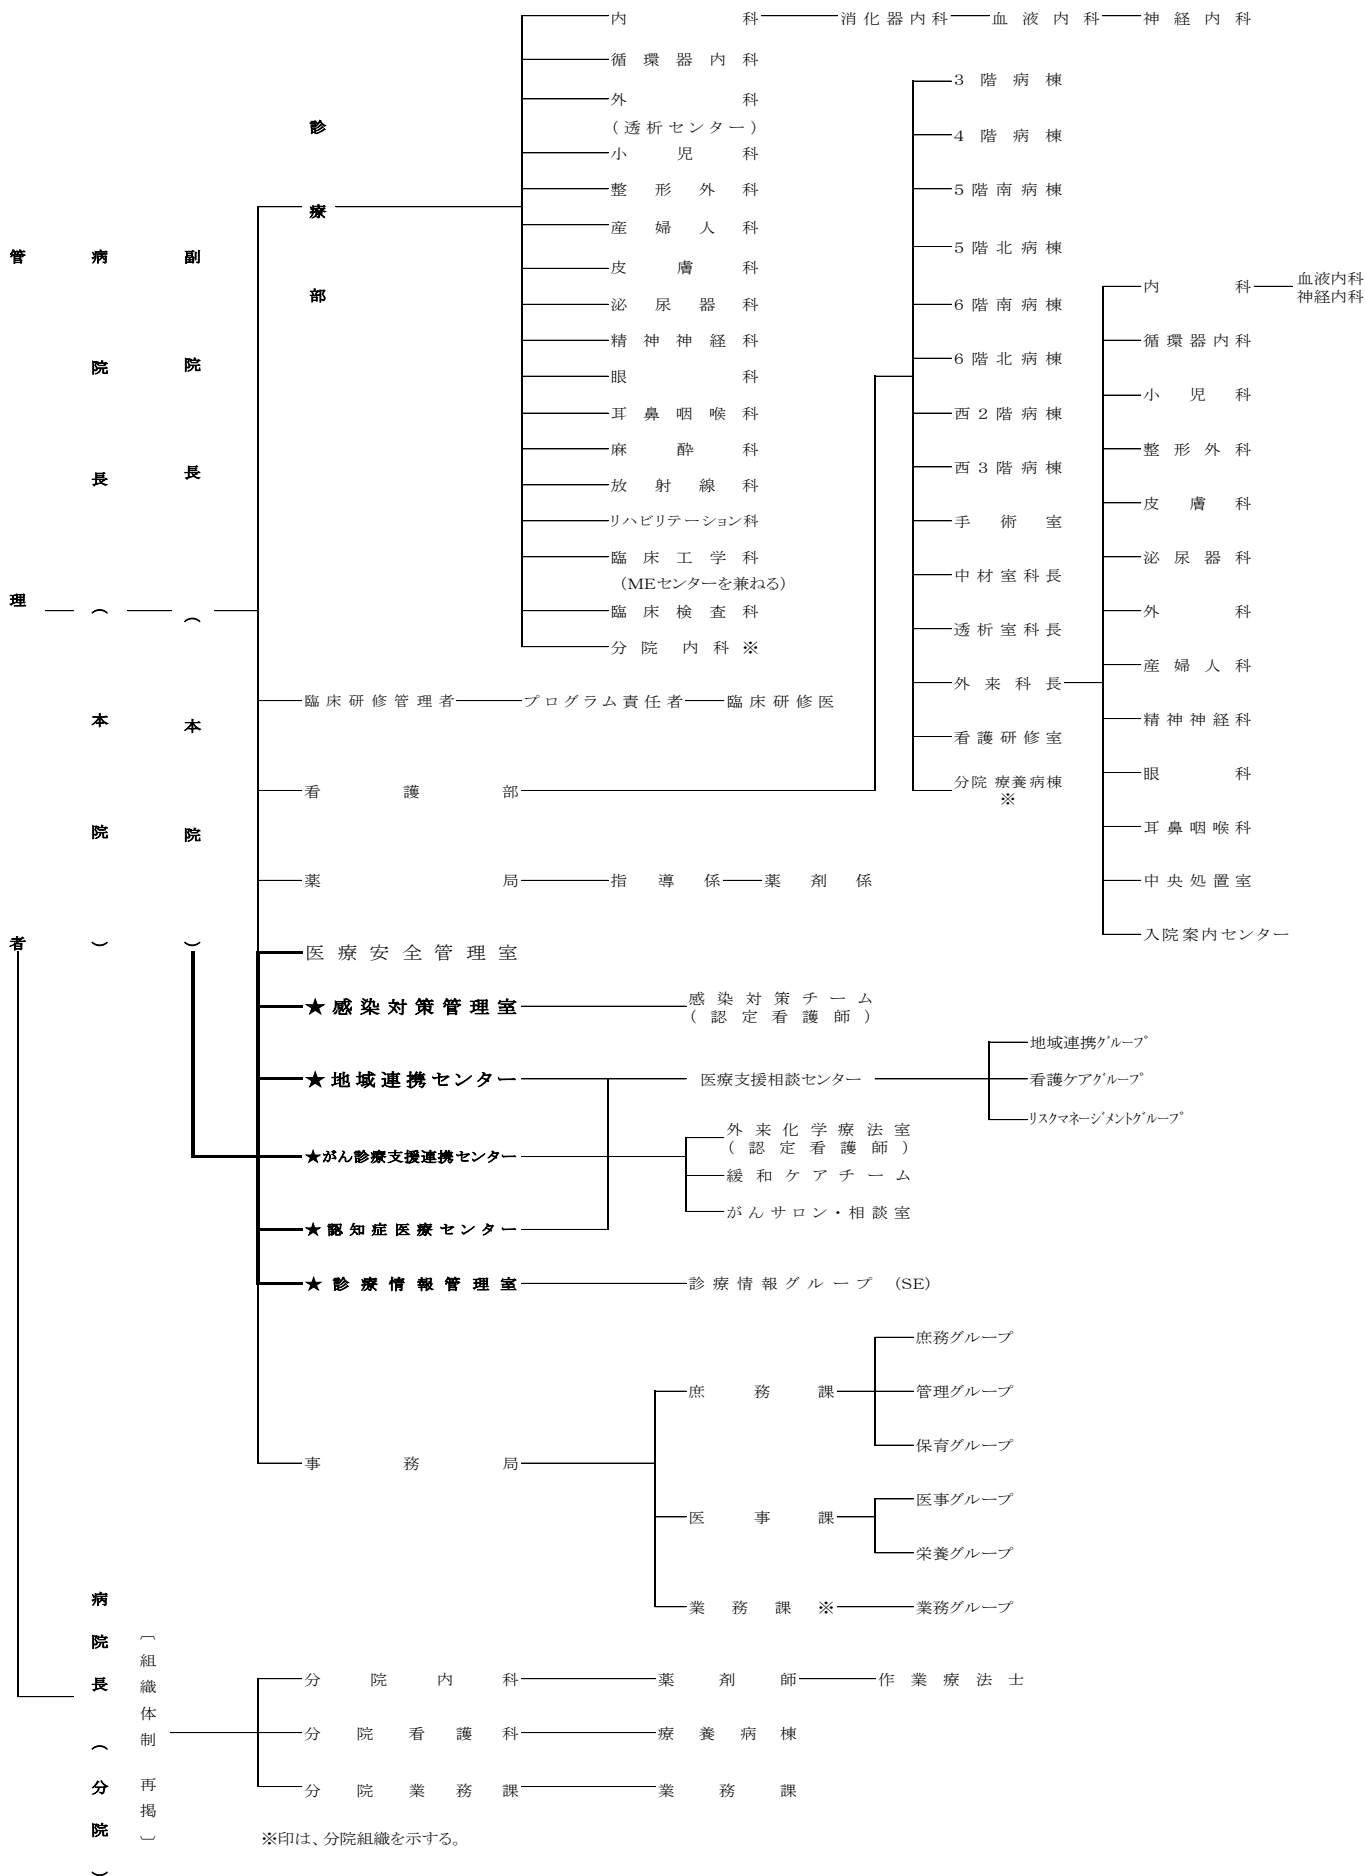 管理者
病院長（本院）
副院長（本院）
診療部
内科 消化器内科 血液内科 神経内科
循環器内科
外科
（透析センター）
小児科
整形外科
産婦人科
皮膚科
泌尿器科
精神神経科
眼科
耳鼻咽喉科
麻酔科
放射線科
リハビリテーション科
臨床工学科
（MEセンターを兼ねる）
臨床検査科
分院 内科※
臨床研修管理者 プログラム責任者 臨床研修医
看護部
3階病棟
4階病棟
5階南病棟
5階北病棟
6階南病棟
6階北病棟
西2階病棟
西3階病棟
手術室
中材室科長
透析室科長
外来科長
看護研修室
分院 療養病棟
※
内科 血液内科
神経内科
循環器内科
小児科
整形外科
皮膚科
泌尿器科
外科
産婦人科
精神神経科
眼科
耳鼻咽喉科
中央処置室
入院案内センター
薬局 指導係 薬剤係
医療安全管理室
★感染対策管理室 感染対策チーム
（認定看護師）
★地域連携センター 医療支援相談センター
地域連携ｸﾞﾙｰﾌﾟ
看護ケアｸﾞﾙｰﾌﾟ
ﾘｽｸﾏﾈｰｼﾞﾒﾝﾄｸﾞﾙｰﾌﾟ
★がん診療支援連携センター
外来化学療法室
（認定看護師）
緩和ケアチーム
がんサロン・相談室
★認知症医療センター
★診療情報管理室 診療情報グループ （SE）
事務局
庶務課
庶務グループ
管理グループ
保育グループ
医事課
医事グループ
栄養グループ
業務課※ 業務グループ
病院長（分院）
〔組織体制 再掲〕
分院内科 薬剤師 作業療法士
分院看護科 療養病棟
分院業務課 業務課
※印は、分院組織を示する。